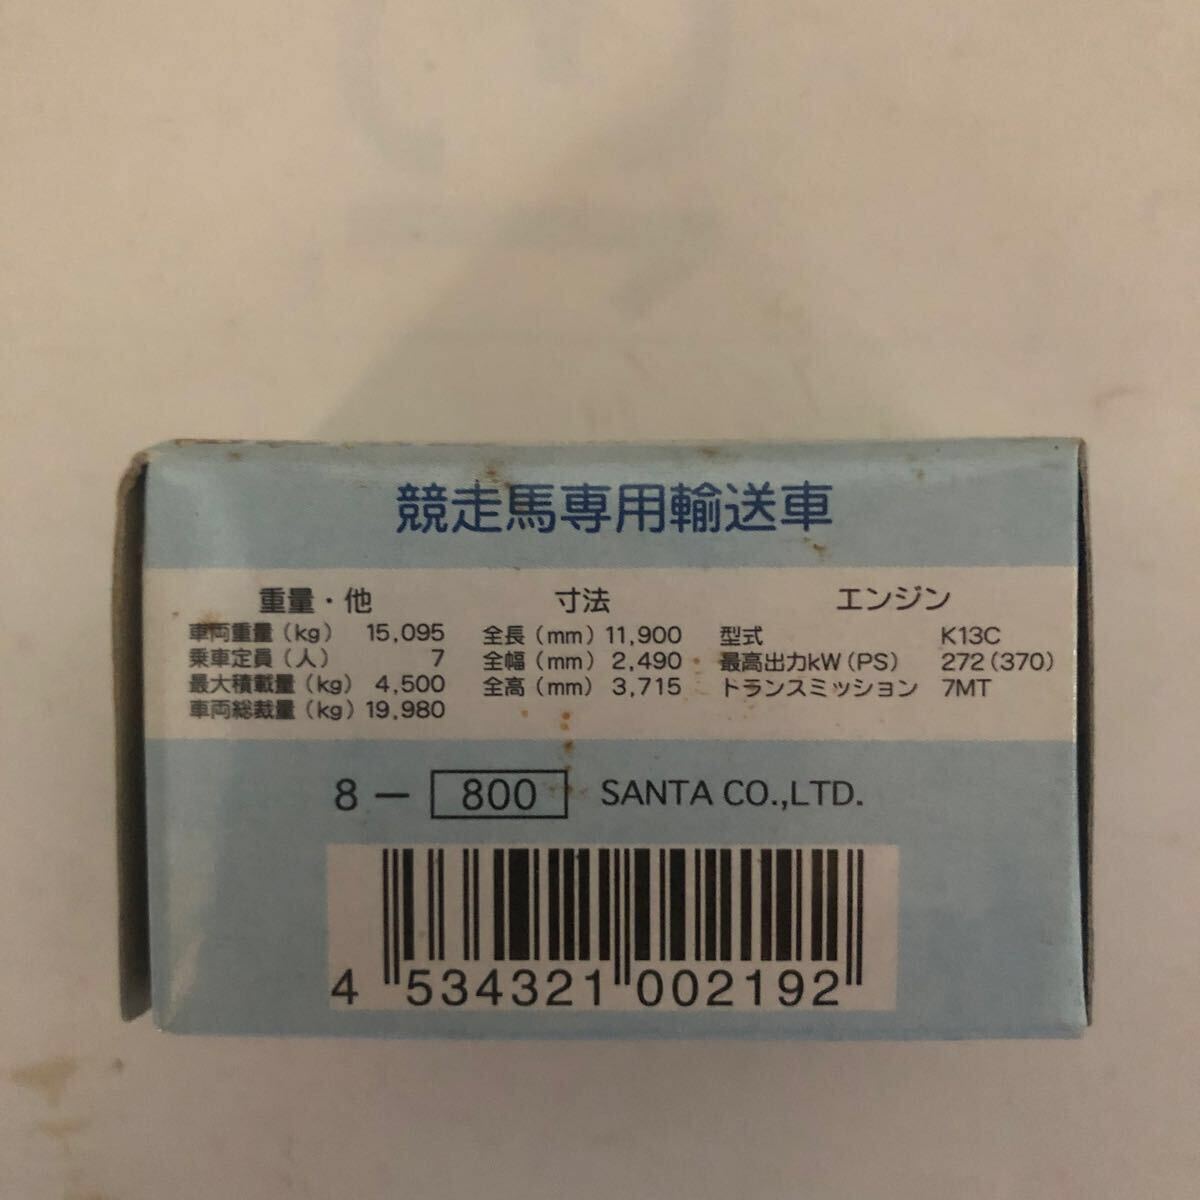 競走馬専用輸送車
重量・他
車両重量(kg) 15,095
乗車定員(人) 7
最大積載量(kg) 4,500
車両総裁量(kg) 19,980
寸法
全長(mm) 11,900
全幅(mm) 2,490
全高(mm) 3,715
エンジン
型式 K13C
最高出力kW(PS) 272(370)
トランスミッション 7MT
8－ 800 SANTA CO.,LTD.
4 534321 002192